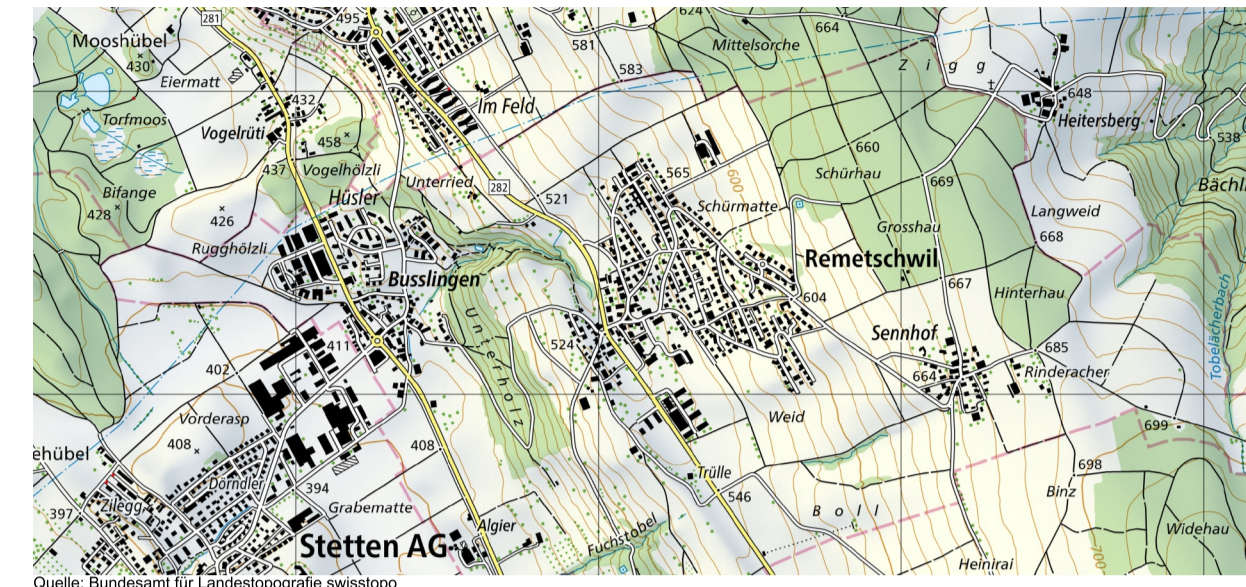 281
495
624
664
Mooshübel
430
581
Mittelsorche
Zigg
Eiermatt
583
Im Feld
648
432
Torfmoos
Heitersberg
Vogelrüti
458
660
538
437
Vogelhölzli
Unterried
282
565
600
Schürhau
669
Bifange
Hüsler
521
Schürmatte
Langweid
428
426
Grosshau
668
Rugghölzli
Busslingen
Remetschwil
667
Hinterhau
604
Tobelächerbach
Unterholz
Sennhof
411
524
685
402
664
Rinderacher
Vorderasp
Weid
408
408
699
ehübel
Trülle
698
Dörndler
394
546
Binz
Zilegg
Grabematte
Boll
397
Algier
Widehau
Stetten AG
Fuchstobel
700
Heinirai
Quelle: Bundesamt für Landestopografie swisstopo